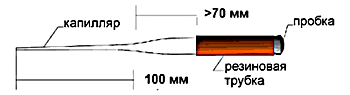 >70 мм
капилляр
пробка
резиновая
трубка
100 мм